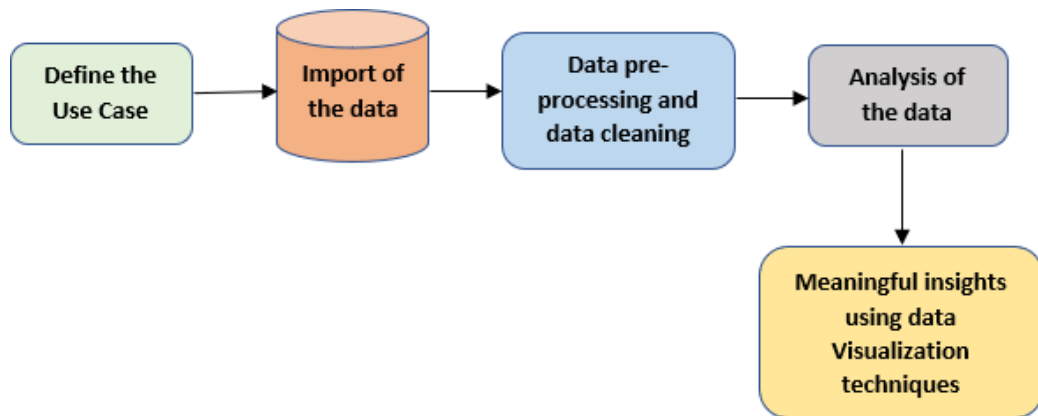 Define the
Use Case
Import of
the data
Data pre-
processing and
data cleaning
Analysis of
the data
Meaningful insights
using data
Visualization
techniques